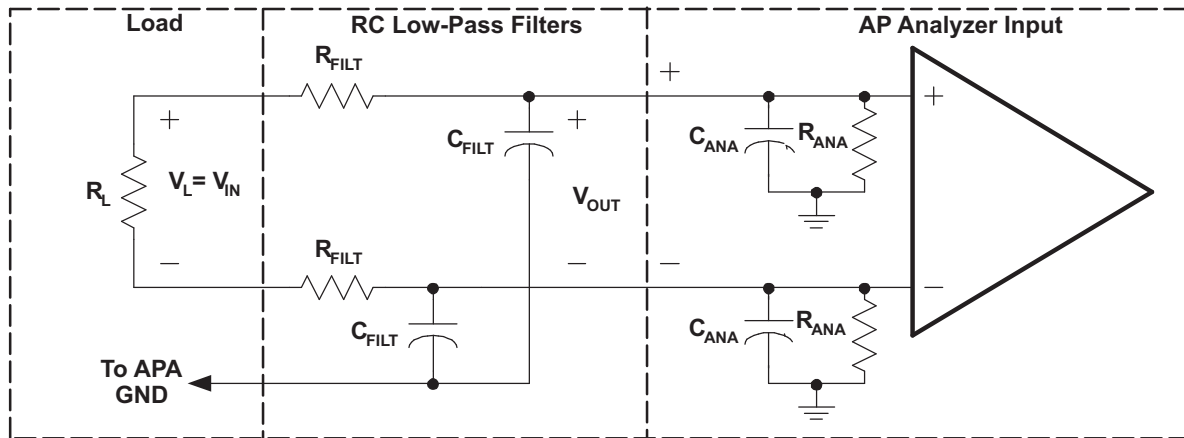 Load
RC Low-Pass Filters
AP Analyzer Input
R_FILT
+
+
+
+
C_FILT
C_ANA
R_ANA
R_L
V_L = V_IN
V_OUT
R_FILT
−
−
−
−
C_FILT
C_ANA
R_ANA
To APA
GND